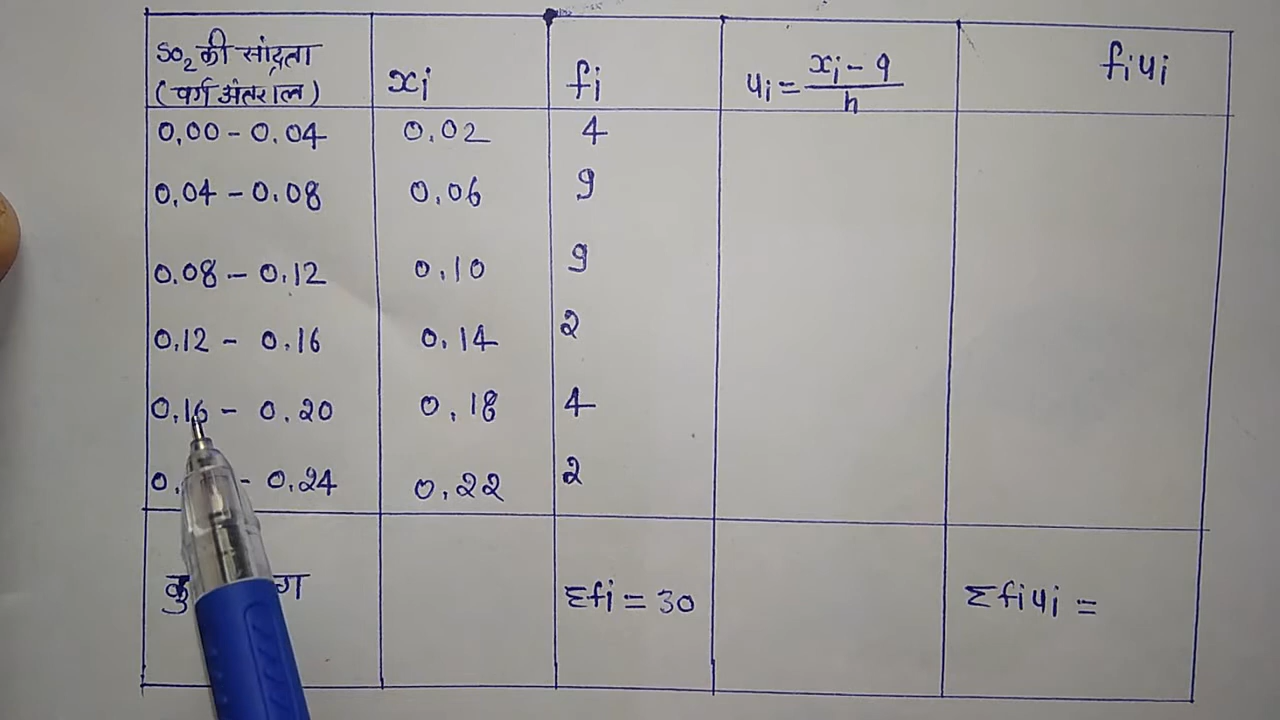 SO₂ की सांद्रता
(वर्ग अंतराल) xi fi ui = (xi - a)/h fiui
0.00 - 0.04 0.02 4
0.04 - 0.08 0.06 9
0.08 - 0.12 0.10 9
0.12 - 0.16 0.14 2
0.16 - 0.20 0.18 4
- 0.24 0.22 2
Σfi = 30 Σfiui =